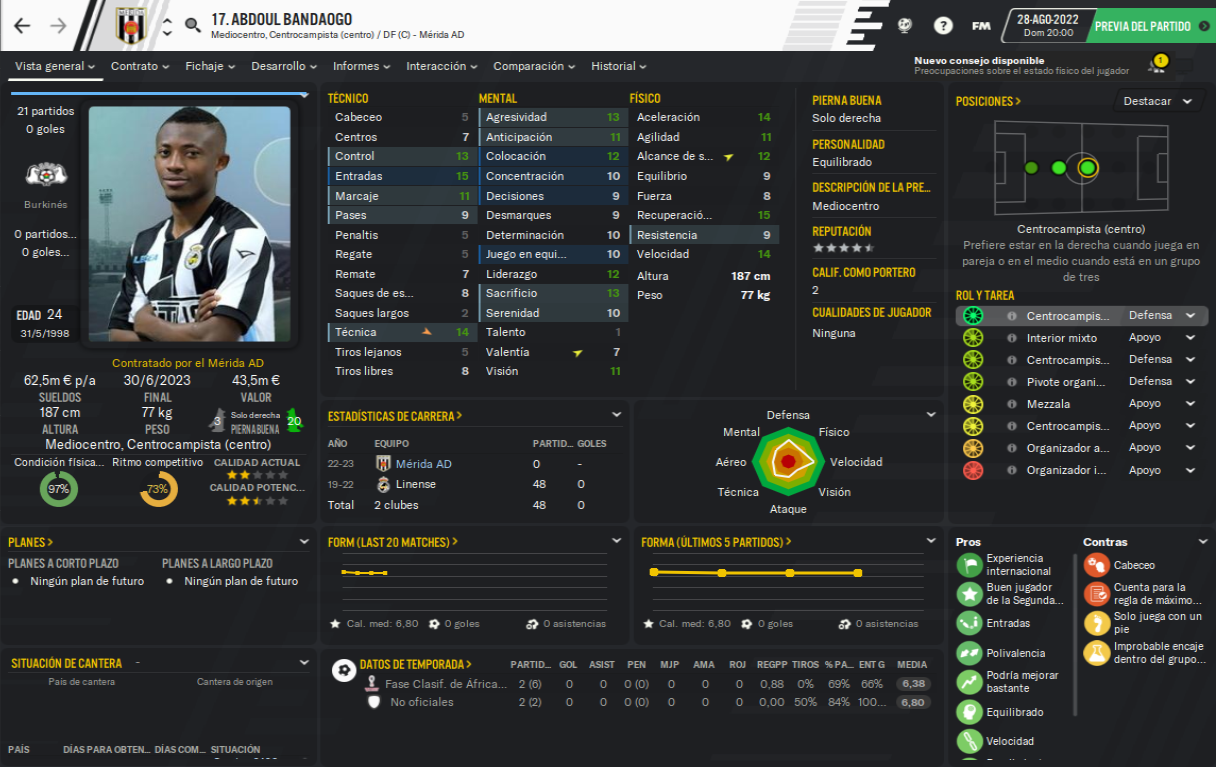 17. ABDOUL BANDAOGO
Mediocentro, Centrocampista (centro) / DF (C) - Mérida AD
?
FM
28-AGO-2022
Dom 20:00
PREVIA DEL PARTIDO
Vista general
Contrato
Fichaje
Desarrollo
Informes
Interacción
Comparación
Historial
Nuevo consejo disponible
Preocupaciones sobre el estado físico del jugador
1
21 partidos
0 goles
Burkinés
0 partidos...
0 goles...
EDAD 24
31/5/1998
Contratado por el Mérida AD
62,5m € p/a
SUELDOS
30/6/2023
FINAL
43,5m €
VALOR
187 cm
ALTURA
77 kg
PESO
3
Solo derecha
PIERNA BUENA
20
Mediocentro, Centrocampista (centro)
Condición física...
97%
Ritmo competitivo
73%
CALIDAD ACTUAL
CALIDAD POTENC...
TÉCNICO
Cabeceo 5
Centros 7
Control 13
Entradas 15
Marcaje 11
Pases 9
Penaltis 5
Regate 5
Remate 7
Saques de es... 8
Saques largos 2
Técnica 14
Tiros lejanos 5
Tiros libres 8
MENTAL
Agresividad 13
Anticipación 11
Colocación 12
Concentración 10
Decisiones 9
Desmarques 9
Determinación 10
Juego en equi... 10
Liderazgo 12
Sacrificio 13
Serenidad 10
Talento 1
Valentía 7
Visión 11
FÍSICO
Aceleración 14
Agilidad 11
Alcance de s... 12
Equilibrio 9
Fuerza 8
Recuperació... 15
Resistencia 9
Velocidad 14
Altura 187 cm
Peso 77 kg
PIERNA BUENA
Solo derecha
PERSONALIDAD
Equilibrado
DESCRIPCIÓN DE LA PRE...
Mediocentro
REPUTACIÓN
CALIF. COMO PORTERO
2
CUALIDADES DE JUGADOR
Ninguna
POSICIONES >
Destacar
Centrocampista (centro)
Prefiere estar en la derecha cuando juega en
pareja o en el medio cuando está en un grupo
de tres
ROL Y TAREA
Centrocampis... Defensa
Interior mixto Apoyo
Centrocampis... Defensa
Pivote organi... Defensa
Mezzala Apoyo
Centrocampis... Apoyo
Organizador a... Apoyo
Organizador i... Apoyo
ESTADÍSTICAS DE CARRERA >
AÑO EQUIPO PARTID... GOLES
22-23 Mérida AD 0 -
19-22 Linense 48 0
Total 2 clubes 48 0
Defensa
Mental Físico
Aéreo Velocidad
Técnica Visión
Ataque
PLANES >
PLANES A CORTO PLAZO
Ningún plan de futuro
PLANES A LARGO PLAZO
Ningún plan de futuro
FORM (LAST 20 MATCHES) >
Cal. med: 6,80 0 goles 0 asistencias
FORMA (ÚLTIMOS 5 PARTIDOS) >
Cal. med: 6,80 0 goles 0 asistencias
Pros
Experiencia
internacional
Buen jugador
de la Segunda...
Entradas
Polivalencia
Podría mejorar
bastante
Equilibrado
Velocidad
Contras
Cabeceo
Cuenta para la
regla de máximo...
Solo juega con un
pie
Improbable encaje
dentro del grupo...
SITUACIÓN DE CANTERA -
País de cantera Cantera de origen
PAÍS DÍAS PARA OBTEN... DÍAS COM... SITUACIÓN
DATOS DE TEMPORADA > PARTID... GOL ASIST PEN MJP AMA ROJ REGPP TIROS % PA... ENT G MEDIA
Fase Clasif. de África... 2 (6) 0 0 0 (0) 0 0 0 0,88 0% 69% 66% 6,38
No oficiales 2 (2) 0 0 0 (0) 0 0 0 0,00 50% 84% 100... 6,80